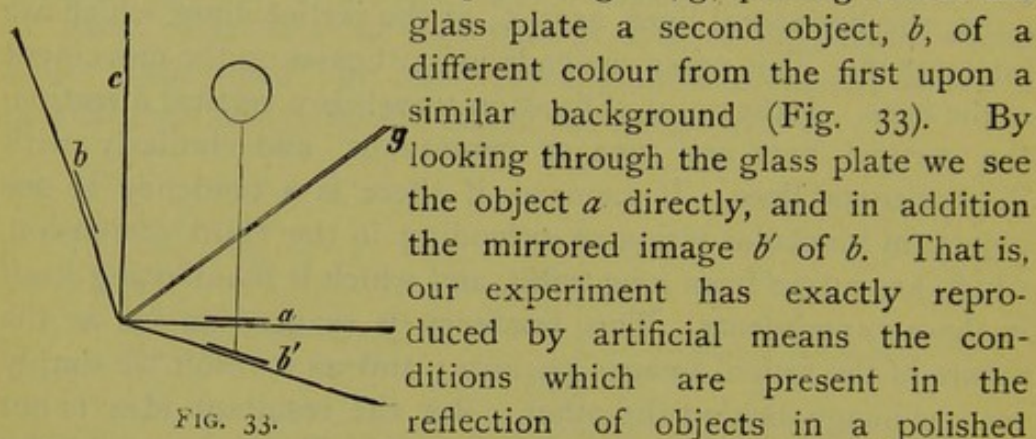 glass plate a second object, b, of a
different colour from the first upon a
similar background (Fig. 33). By
looking through the glass plate we see
the object a directly, and in addition
the mirrored image b′ of b. That is,
our experiment has exactly repro-
duced by artificial means the con-
ditions which are present in the
reflection of objects in a polished
c
b
g
a
b′
FIG. 33.